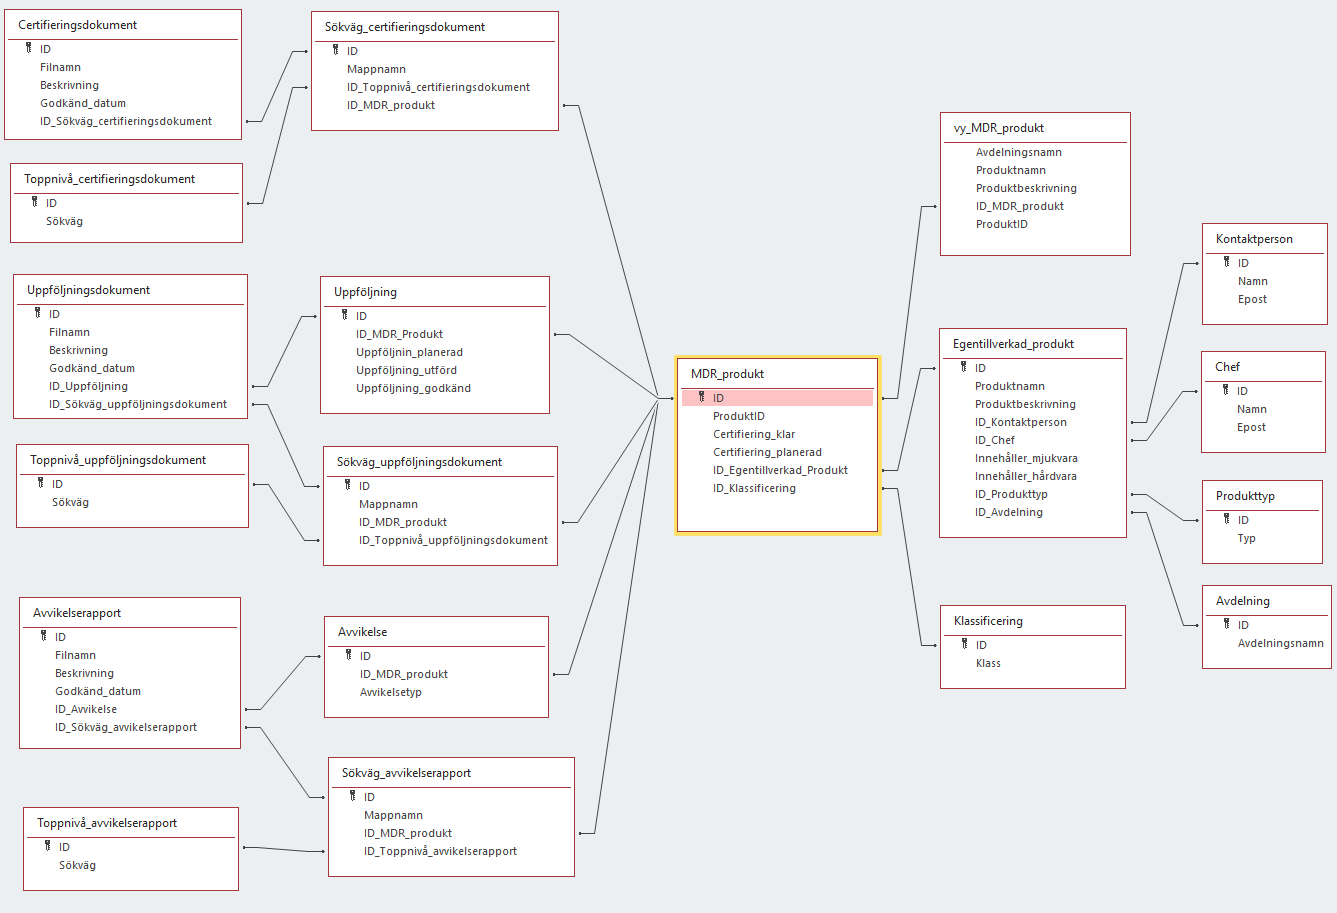 Certifieringsdokument
ID
Filnamn
Beskrivning
Godkänd_datum
ID_Sökväg_certifieringsdokument
Sökväg_certifieringsdokument
ID
Mappnamn
ID_Toppnivå_certifieringsdokument
ID_MDR_produkt
Toppnivå_certifieringsdokument
ID
Sökväg
Uppföljningsdokument
ID
Filnamn
Beskrivning
Godkänd_datum
ID_Uppföljning
ID_Sökväg_uppföljningsdokument
Uppföljning
ID
ID_MDR_Produkt
Uppföljnin_planerad
Uppföljning_utförd
Uppföljning_godkänd
Toppnivå_uppföljningsdokument
ID
Sökväg
Sökväg_uppföljningsdokument
ID
Mappnamn
ID_MDR_produkt
ID_Toppnivå_uppföljningsdokument
Avvikelserapport
ID
Filnamn
Beskrivning
Godkänd_datum
ID_Avvikelse
ID_Sökväg_avvikelserapport
Avvikelse
ID
ID_MDR_produkt
Avvikelsetyp
Toppnivå_avvikelserapport
ID
Sökväg
Sökväg_avvikelserapport
ID
Mappnamn
ID_MDR_produkt
ID_Toppnivå_avvikelserapport
MDR_produkt
ID
ProduktID
Certifiering_klar
Certifiering_planerad
ID_Egentillverkad_Produkt
ID_Klassificering
vy_MDR_produkt
Avdelningsnamn
Produktnamn
Produktbeskrivning
ID_MDR_produkt
ProduktID
Egentillverkad_produkt
ID
Produktnamn
Produktbeskrivning
ID_Kontaktperson
ID_Chef
Innehåller_mjukvara
Innehåller_hårdvara
ID_Produkttyp
ID_Avdelning
Klassificering
ID
Klass
Kontaktperson
ID
Namn
Epost
Chef
ID
Namn
Epost
Produkttyp
ID
Typ
Avdelning
ID
Avdelningsnamn